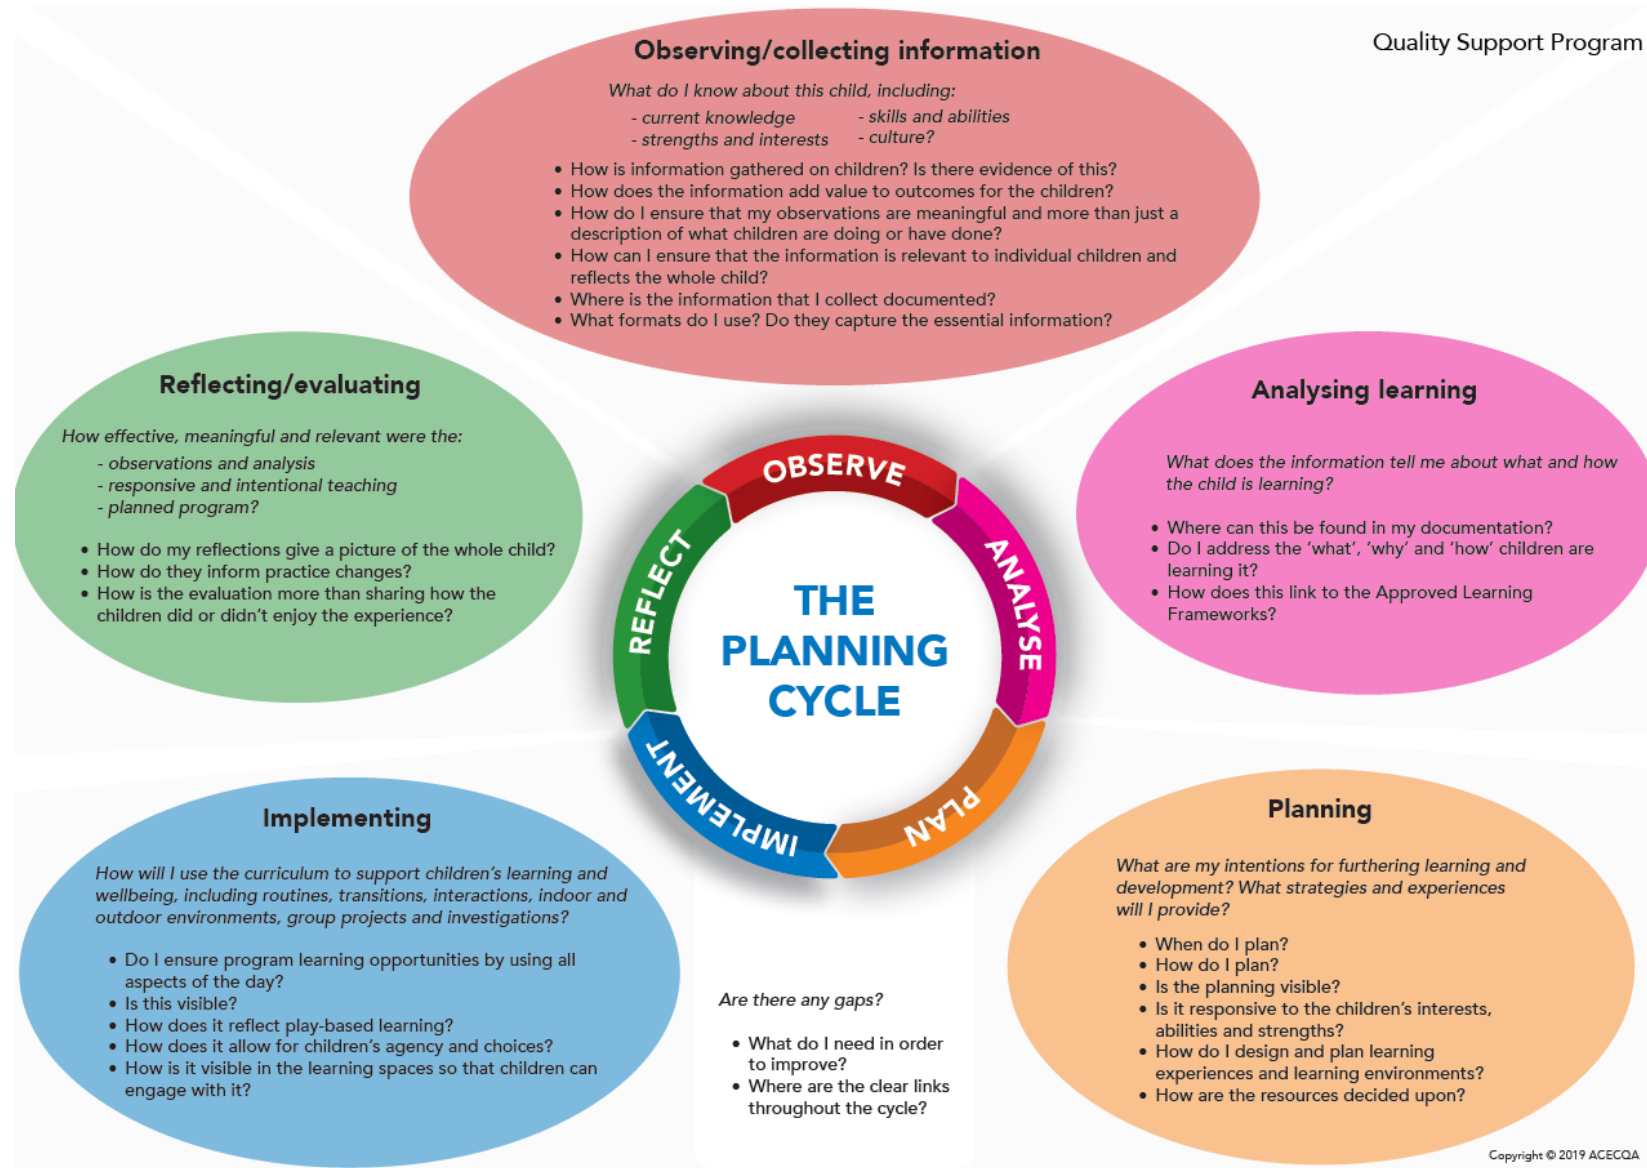 Quality Support Program
Observing/collecting information
What do I know about this child, including:
- current knowledge
- strengths and interests
- skills and abilities
- culture?
• How is information gathered on children? Is there evidence of this?
• How does the information add value to outcomes for the children?
• How do I ensure that my observations are meaningful and more than just a
description of what children are doing or have done?
• How can I ensure that the information is relevant to individual children and
reflects the whole child?
• Where is the information that I collect documented?
• What formats do I use? Do they capture the essential information?
Analysing learning
What does the information tell me about what and how
the child is learning?
• Where can this be found in my documentation?
• Do I address the ‘what’, ‘why’ and ‘how’ children are
learning it?
• How does this link to the Approved Learning
Frameworks?
Planning
What are my intentions for furthering learning and
development? What strategies and experiences
will I provide?
• When do I plan?
• How do I plan?
• Is the planning visible?
• Is it responsive to the children’s interests,
abilities and strengths?
• How do I design and plan learning
experiences and learning environments?
• How are the resources decided upon?
Implementing
How will I use the curriculum to support children’s learning and
wellbeing, including routines, transitions, interactions, indoor and
outdoor environments, group projects and investigations?
• Do I ensure program learning opportunities by using all
aspects of the day?
• Is this visible?
• How does it reflect play-based learning?
• How does it allow for children’s agency and choices?
• How is it visible in the learning spaces so that children can
engage with it?
Reflecting/evaluating
How effective, meaningful and relevant were the:
- observations and analysis
- responsive and intentional teaching
- planned program?
• How do my reflections give a picture of the whole child?
• How do they inform practice changes?
• How is the evaluation more than sharing how the
children did or didn’t enjoy the experience?
OBSERVE
ANALYSE
PLAN
IMPLEMENT
REFLECT
THE
PLANNING
CYCLE
Are there any gaps?
• What do I need in order
to improve?
• Where are the clear links
throughout the cycle?
Copyright © 2019 ACECQA